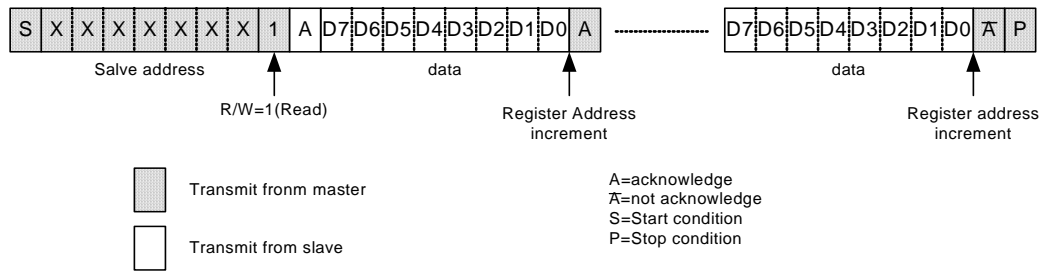 S X X X X X X X 1 A D7 D6 D5 D4 D3 D2 D1 D0 A D7 D6 D5 D4 D3 D2 D1 D0 A̅ P
Salve address data data
R/W=1(Read)
Register Address
increment
Register address
increment
Transmit fronm master
Transmit from slave
A=acknowledge
A̅=not acknowledge
S=Start condition
P=Stop condition